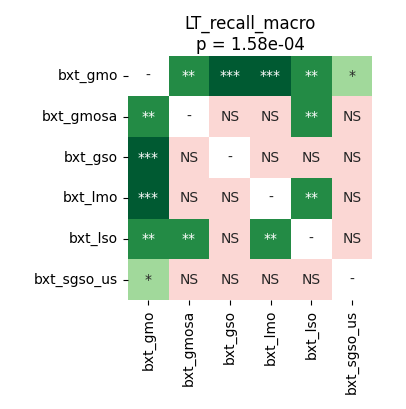 LT_recall_macro
p = 1.58e-04
bxt_gmo - ** *** *** ** *
bxt_gmosa ** - NS NS ** NS
bxt_gso *** NS - NS NS NS
bxt_lmo *** NS NS - ** NS
bxt_lso ** ** NS ** - NS
bxt_sgso_us * NS NS NS NS -
bxt_gmo bxt_gmosa bxt_gso bxt_lmo bxt_lso bxt_sgso_us